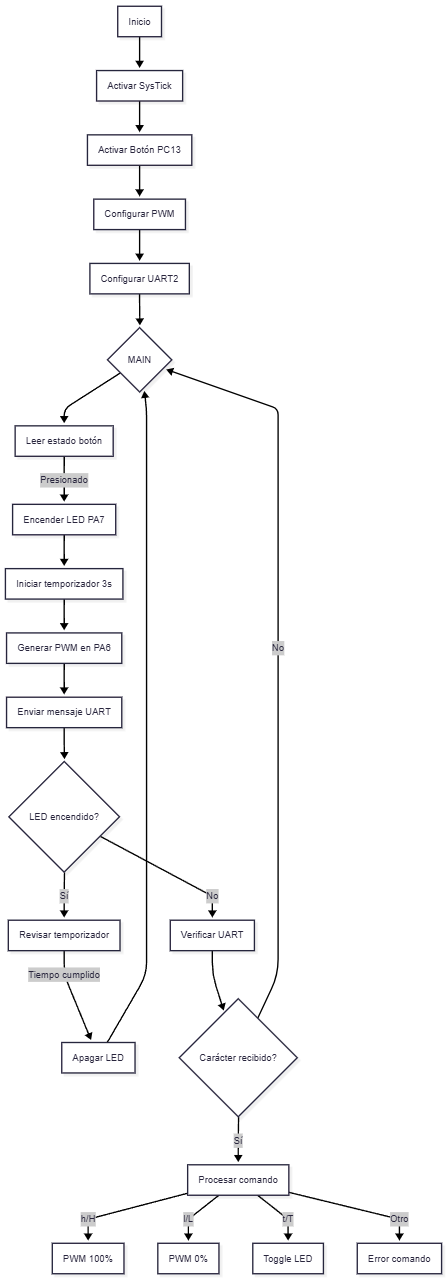 Inicio
Activar SysTick
Activar Botón PC13
Configurar PWM
Configurar UART2
MAIN
Leer estado botón
Presionado
Encender LED PA7
Iniciar temporizador 3s
Generar PWM en PA6
No
Enviar mensaje UART
LED encendido?
Sí
No
Revisar temporizador
Verificar UART
Tiempo cumplido
Apagar LED
Carácter recibido?
Sí
Procesar comando
h/H
l/L
t/T
Otro
PWM 100%
PWM 0%
Toggle LED
Error comando